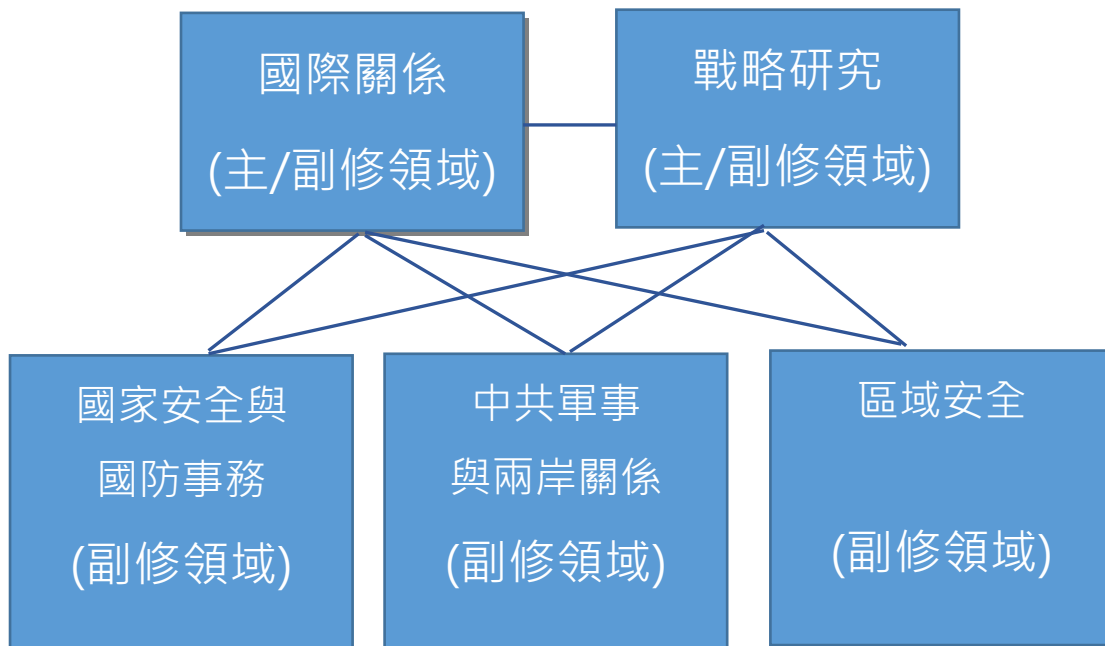 國際關係
(主/副修領域)
戰略研究
(主/副修領域)
國家安全與
國防事務
(副修領域)
中共軍事
與兩岸關係
(副修領域)
區域安全
(副修領域)